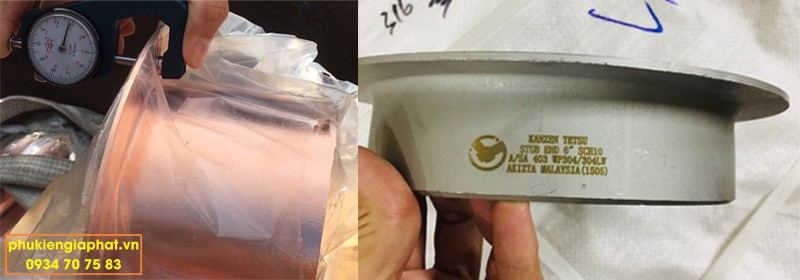 phukiengiaphat.vn
0934 70 75 83
316
KANZEN TETSU
STUB END 6" SCH10
A/SA 403 WP304/304LW
AKIZTA MALAYSIA(1505)